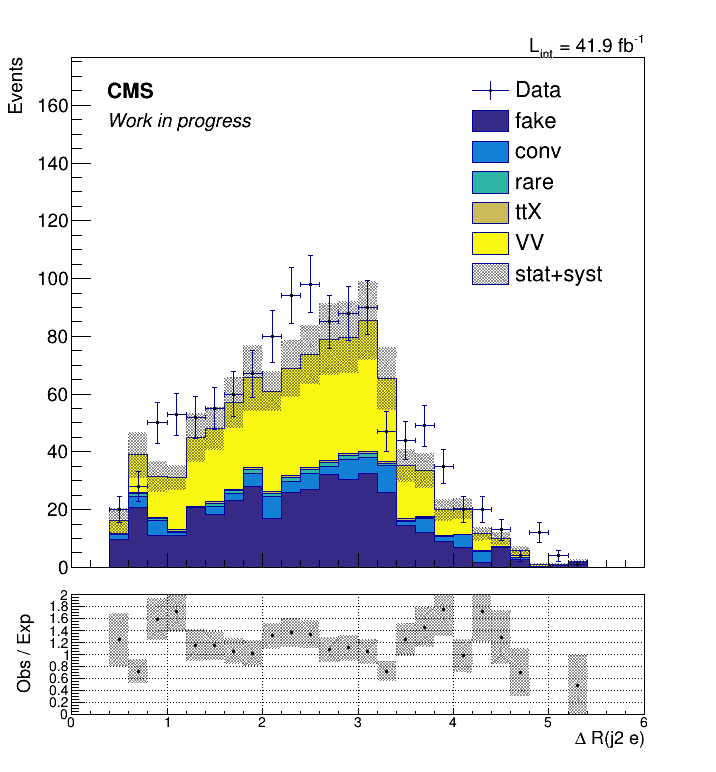 L_int = 41.9 fb^-1
Events
CMS
Work in progress
Data
fake
conv
rare
ttX
VV
stat+syst
160
140
120
100
80
60
40
20
0
Obs / Exp
2
1.8
1.6
1.4
1.2
1
0.8
0.6
0.4
0.2
0
0 1 2 3 4 5 6
Δ R(j2 e)